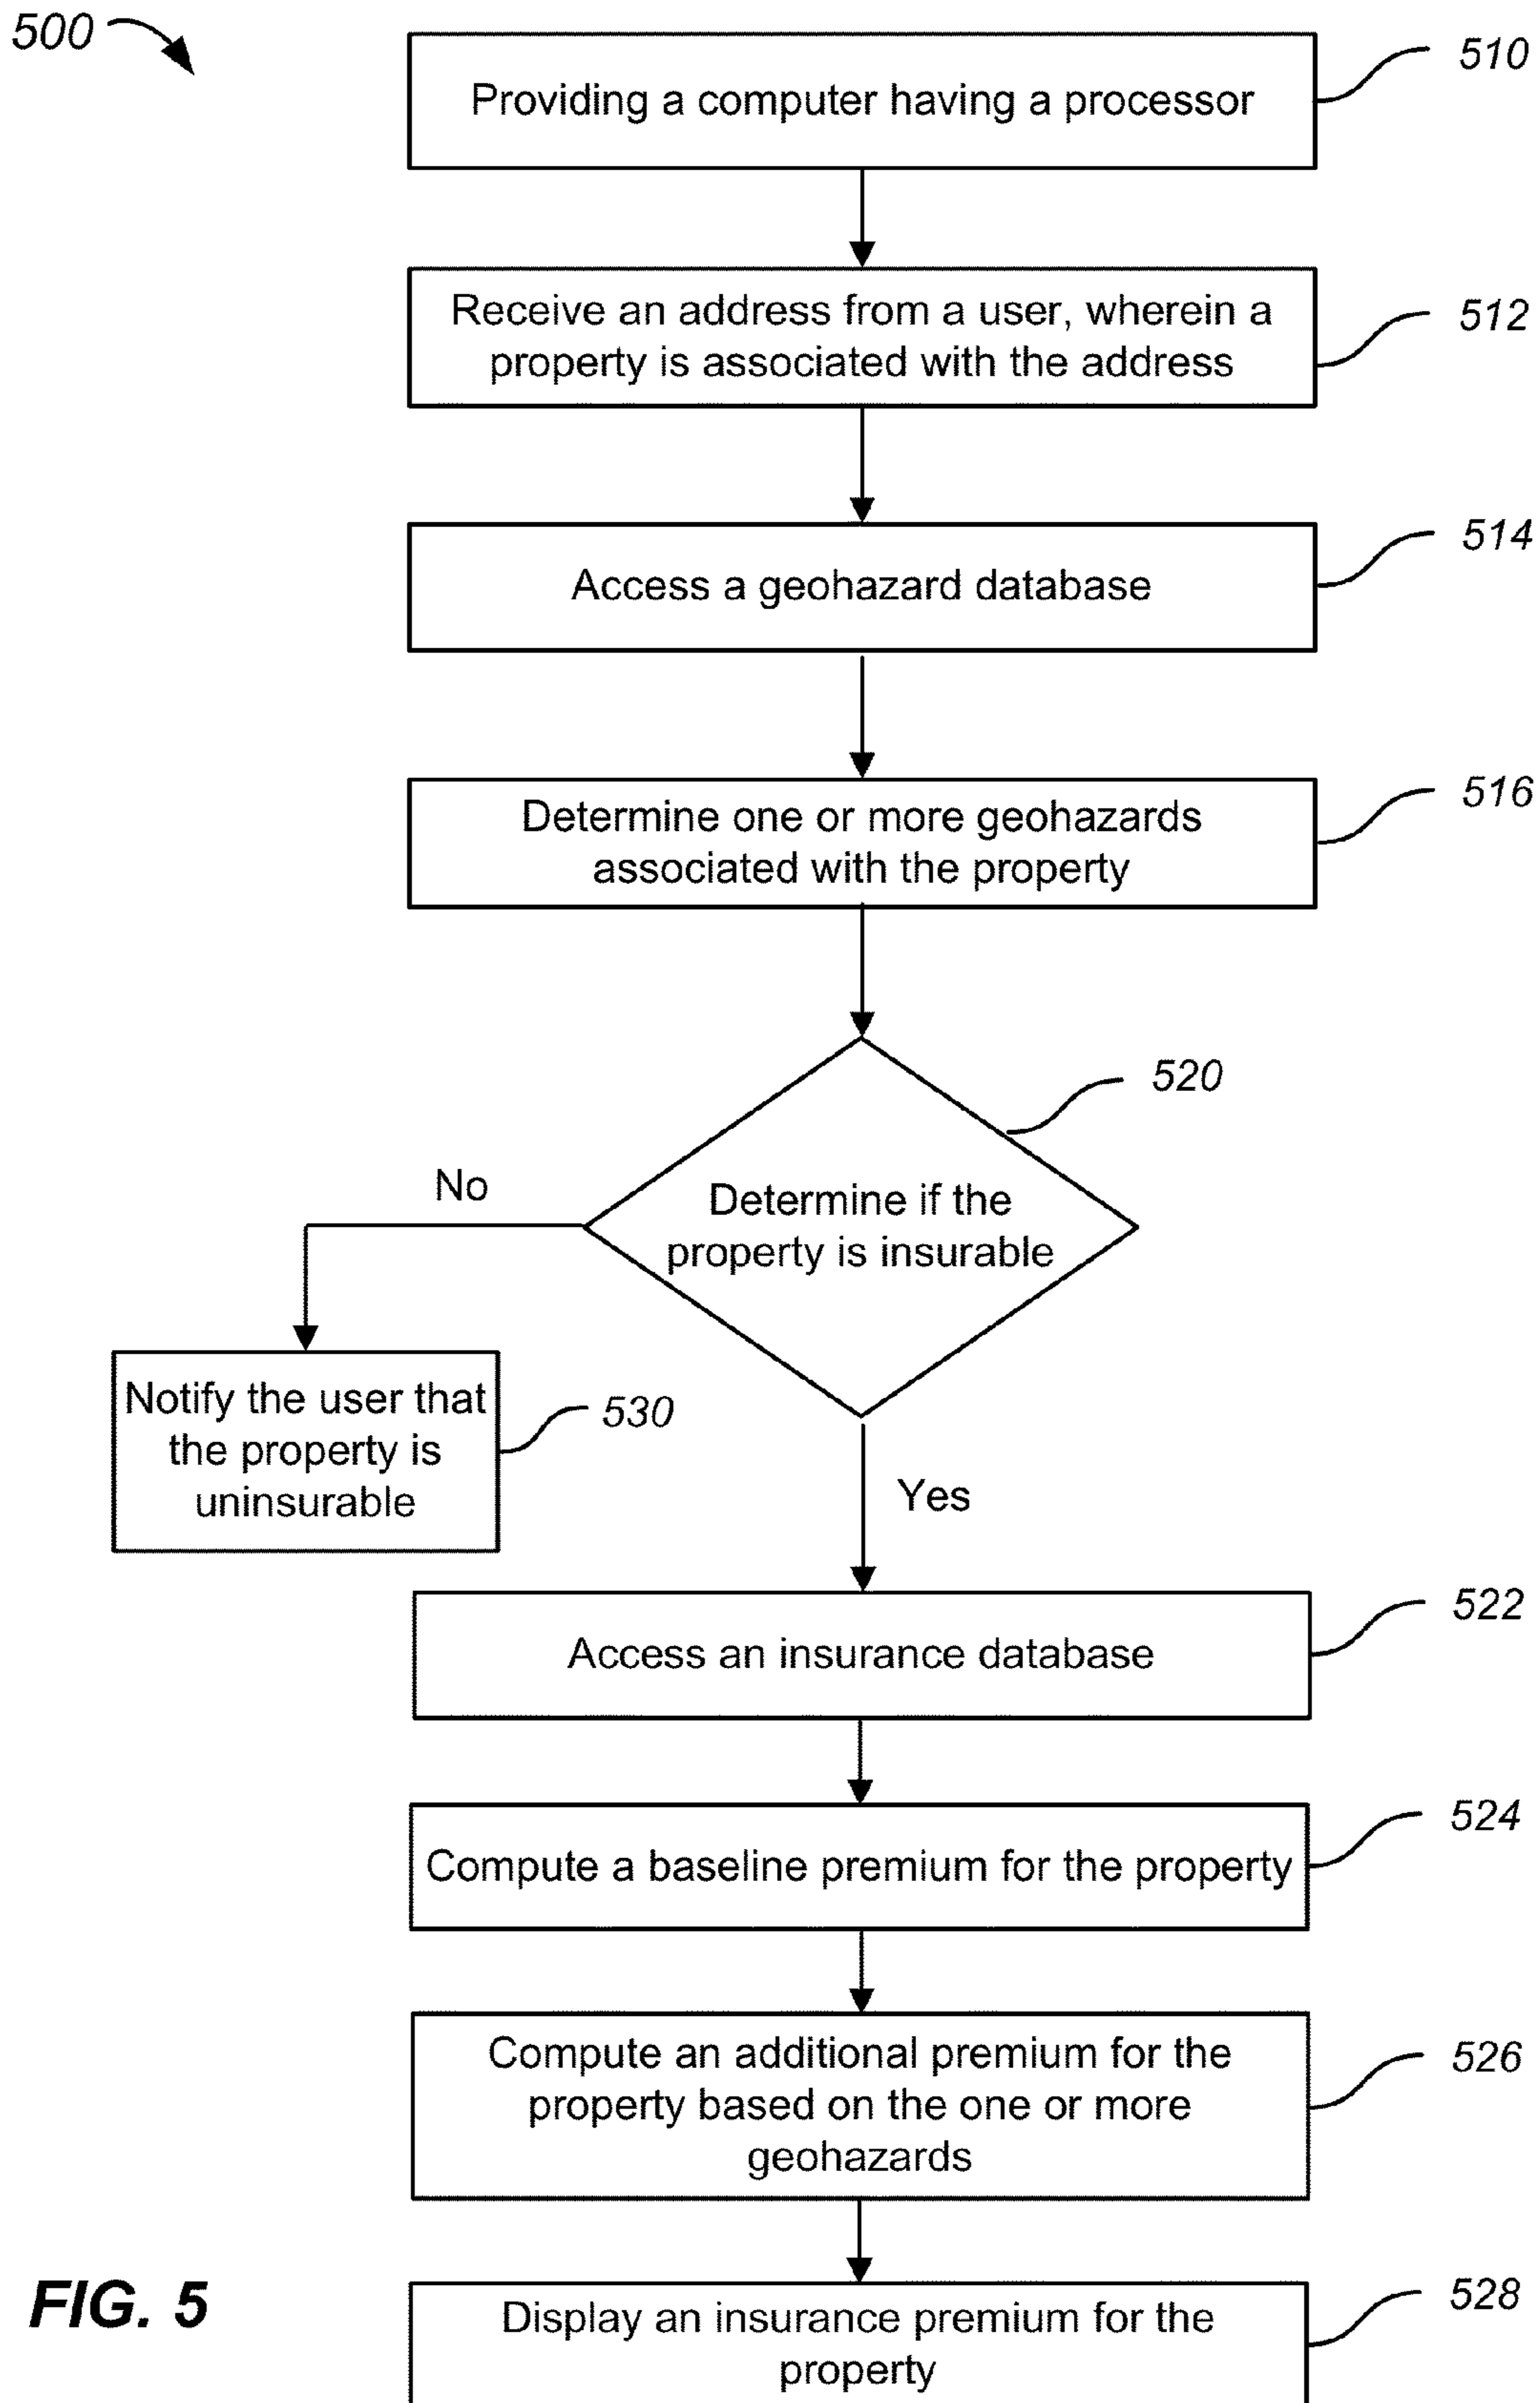 500
Providing a computer having a processor
510
Receive an address from a user, wherein a
property is associated with the address
512
Access a geohazard database
514
Determine one or more geohazards
associated with the property
516
Determine if the
property is insurable
520
No
Notify the user that
the property is
uninsurable
530
Yes
Access an insurance database
522
Compute a baseline premium for the property
524
Compute an additional premium for the
property based on the one or more
geohazards
526
Display an insurance premium for the
property
528
FIG. 5